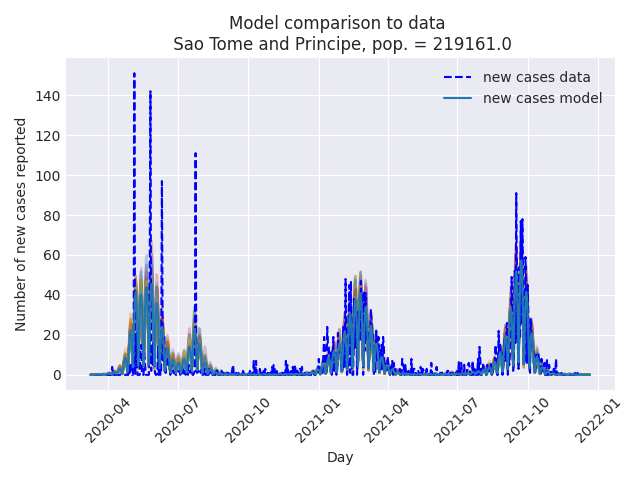 Model comparison to data
Sao Tome and Principe, pop. = 219161.0
new cases data
new cases model
Number of new cases reported
140
120
100
80
60
40
20
0
2020-04
2020-07
2020-10
2021-01
2021-04
2021-07
2021-10
2022-01
Day